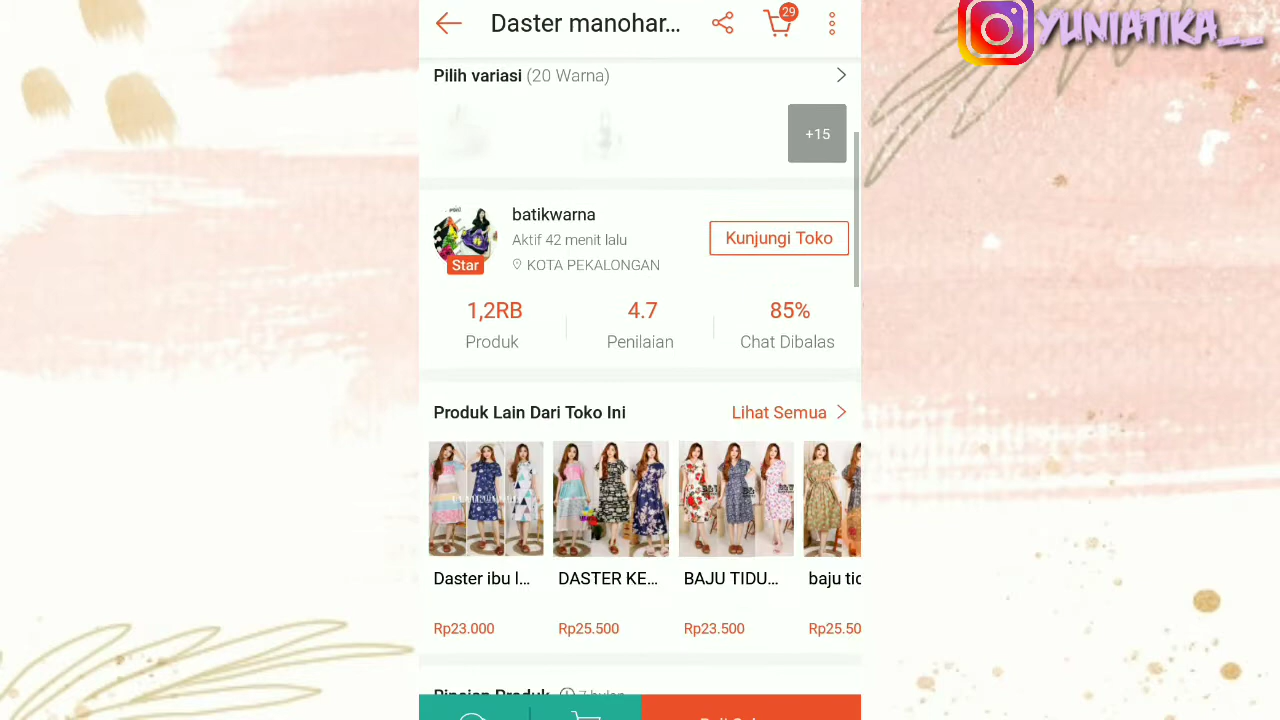 Daster manohar...
29
YUNIATIKA__
Pilih variasi (20 Warna)
+15
batikwarna
Aktif 42 menit lalu
Kunjungi Toko
Star
KOTA PEKALONGAN
1,2RB
4.7
85%
Produk
Penilaian
Chat Dibalas
Produk Lain Dari Toko Ini
Lihat Semua
Daster ibu l...
DASTER KE...
BAJU TIDU...
baju tid
Rp23.000
Rp25.500
Rp23.500
Rp25.50